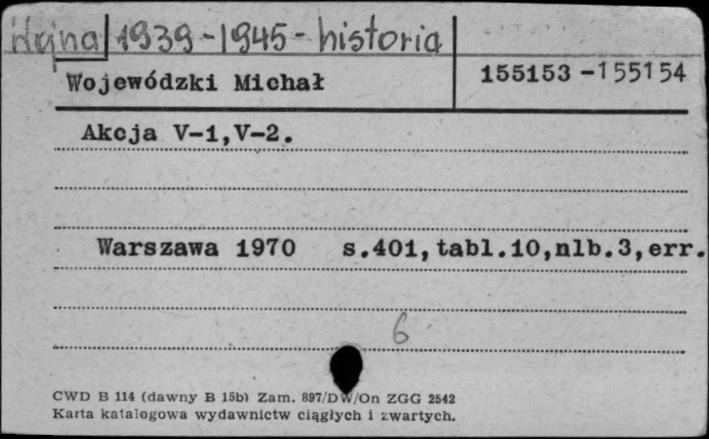 Wojna 1939-1945- historia
Wojewódzki Michał 155153-155154
Akcja V-1,V-2.
Warszawa 1970 s.401,tabl.10,nlb.3,err.
6
CWD B 114 (dawny B 15b) Zam. 897/DW/On ZGG 2542
Karta katalogowa wydawnictw ciągłych i zwartych.